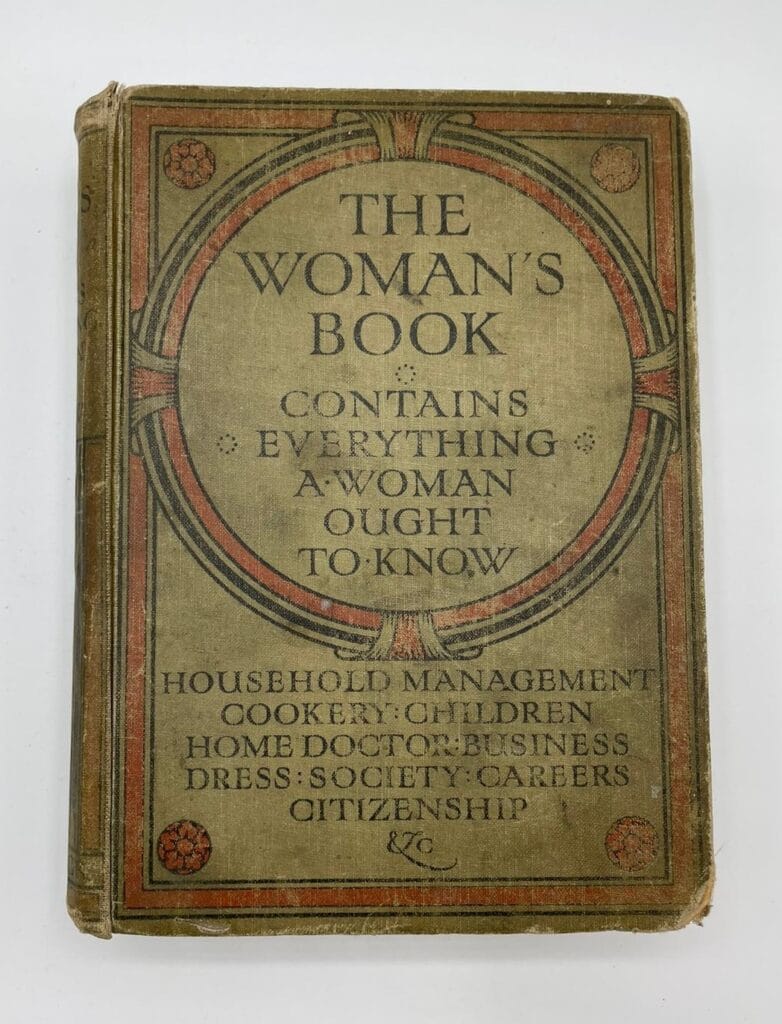 THE
WOMAN'S
BOOK
CONTAINS
EVERYTHING
A·WOMAN
OUGHT
TO·KNOW
HOUSEHOLD MANAGEMENT
COOKERY:CHILDREN
HOME DOCTOR:BUSINESS
DRESS:SOCIETY:CAREERS
CITIZENSHIP
&c